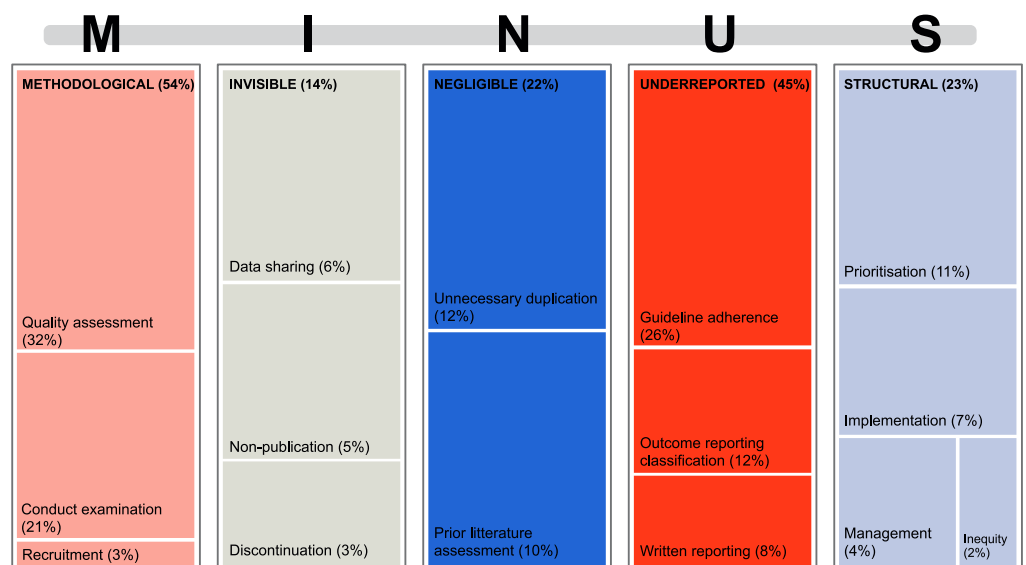 M I N U S
METHODOLOGICAL (54%)
Quality assessment
(32%)
Conduct examination
(21%)
Recruitment (3%)
INVISIBLE (14%)
Data sharing (6%)
Non-publication (5%)
Discontinuation (3%)
NEGLIGIBLE (22%)
Unnecessary duplication
(12%)
Prior litterature
assessment (10%)
UNDERREPORTED (45%)
Guideline adherence
(26%)
Outcome reporting
classification (12%)
Written reporting (8%)
STRUCTURAL (23%)
Prioritisation (11%)
Implementation (7%)
Management
(4%)
Inequity
(2%)